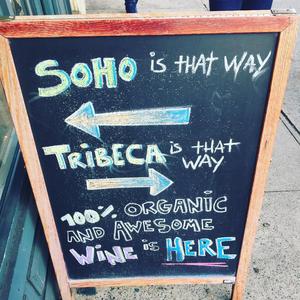 SOHO is THAT WAY
TRIBECA is THAT
WAY
100% ORGANIC
AND AWESOME
WiNE is HERE